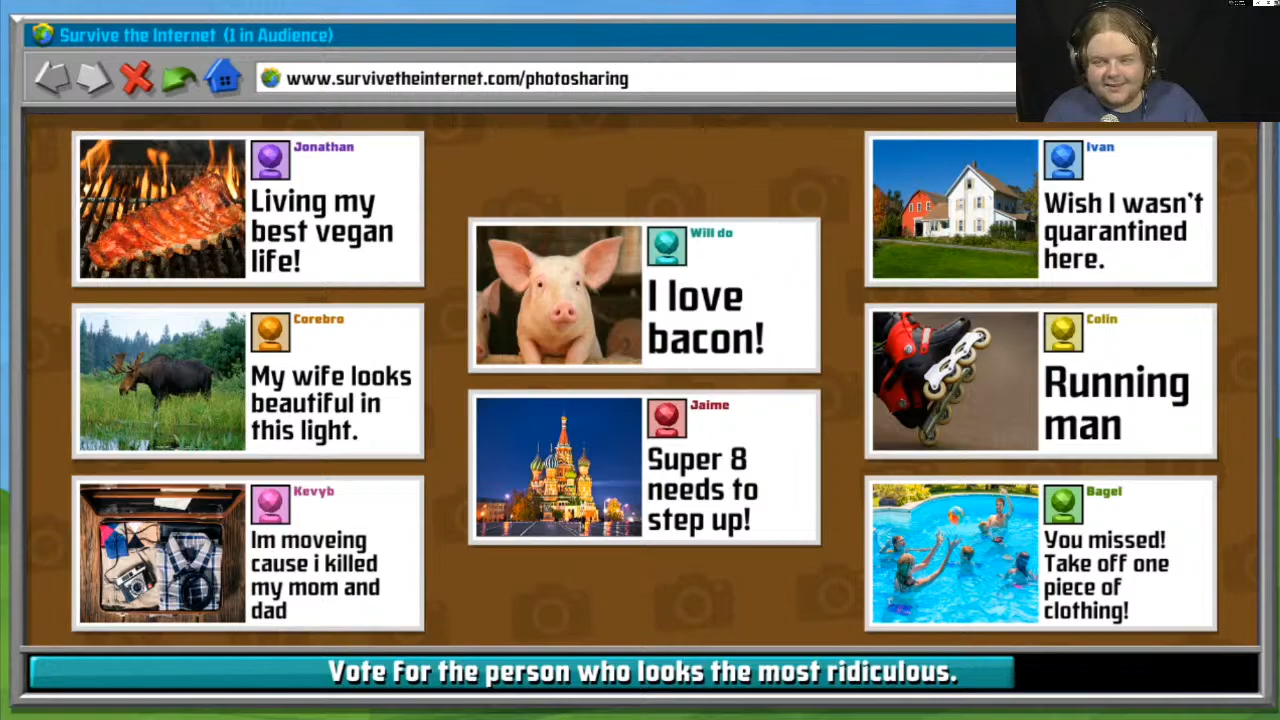 Survive the Internet (1 in Audience)
www.survivetheinternet.com/photosharing
Jonathan
Living my
best vegan
life!
Corebro
My wife looks
beautiful in
this light.
Kevyb
Im moveing
cause i killed
my mom and
dad
Will do
I love
bacon!
Jaime
Super 8
needs to
step up!
Ivan
Wish I wasn't
quarantined
here.
Colin
Running
man
Bagel
You missed!
Take off one
piece of
clothing!
Vote for the person who looks the most ridiculous.